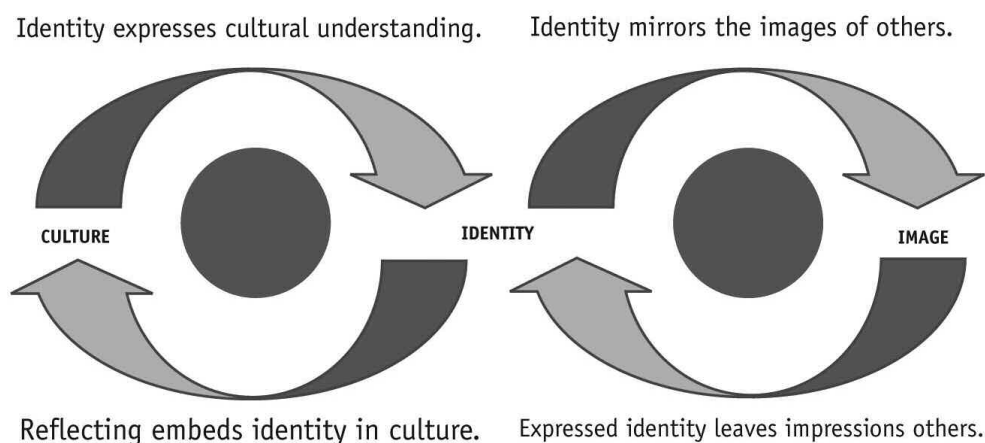 Identity expresses cultural understanding.
Identity mirrors the images of others.
CULTURE
IDENTITY
IMAGE
Reflecting embeds identity in culture.
Expressed identity leaves impressions others.